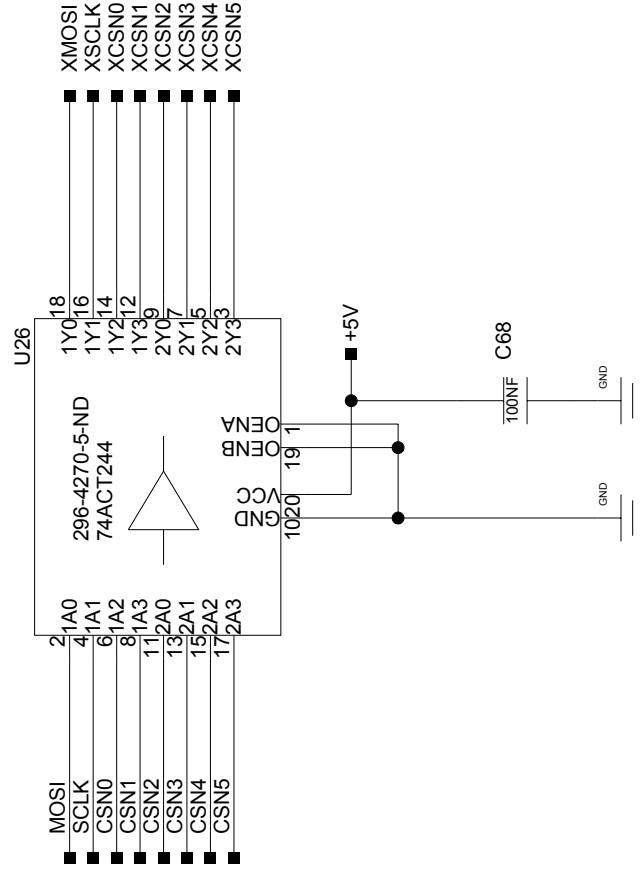 U26
296-4270-5-ND
74ACT244
MOSI 2 1A0 1Y0 18 XMOSI
SCLK 4 1A1 1Y1 16 XSCLK
CSN0 6 1A2 1Y2 14 XCSN0
CSN1 8 1A3 1Y3 12 XCSN1
CSN2 11 2A0 2Y0 9 XCSN2
CSN3 13 2A1 2Y1 7 XCSN3
CSN4 15 2A2 2Y2 5 XCSN4
CSN5 17 2A3 2Y3 3 XCSN5
GND VCC OENB OENA
10 20 19 1
+5V
C68
100NF
GND
GND